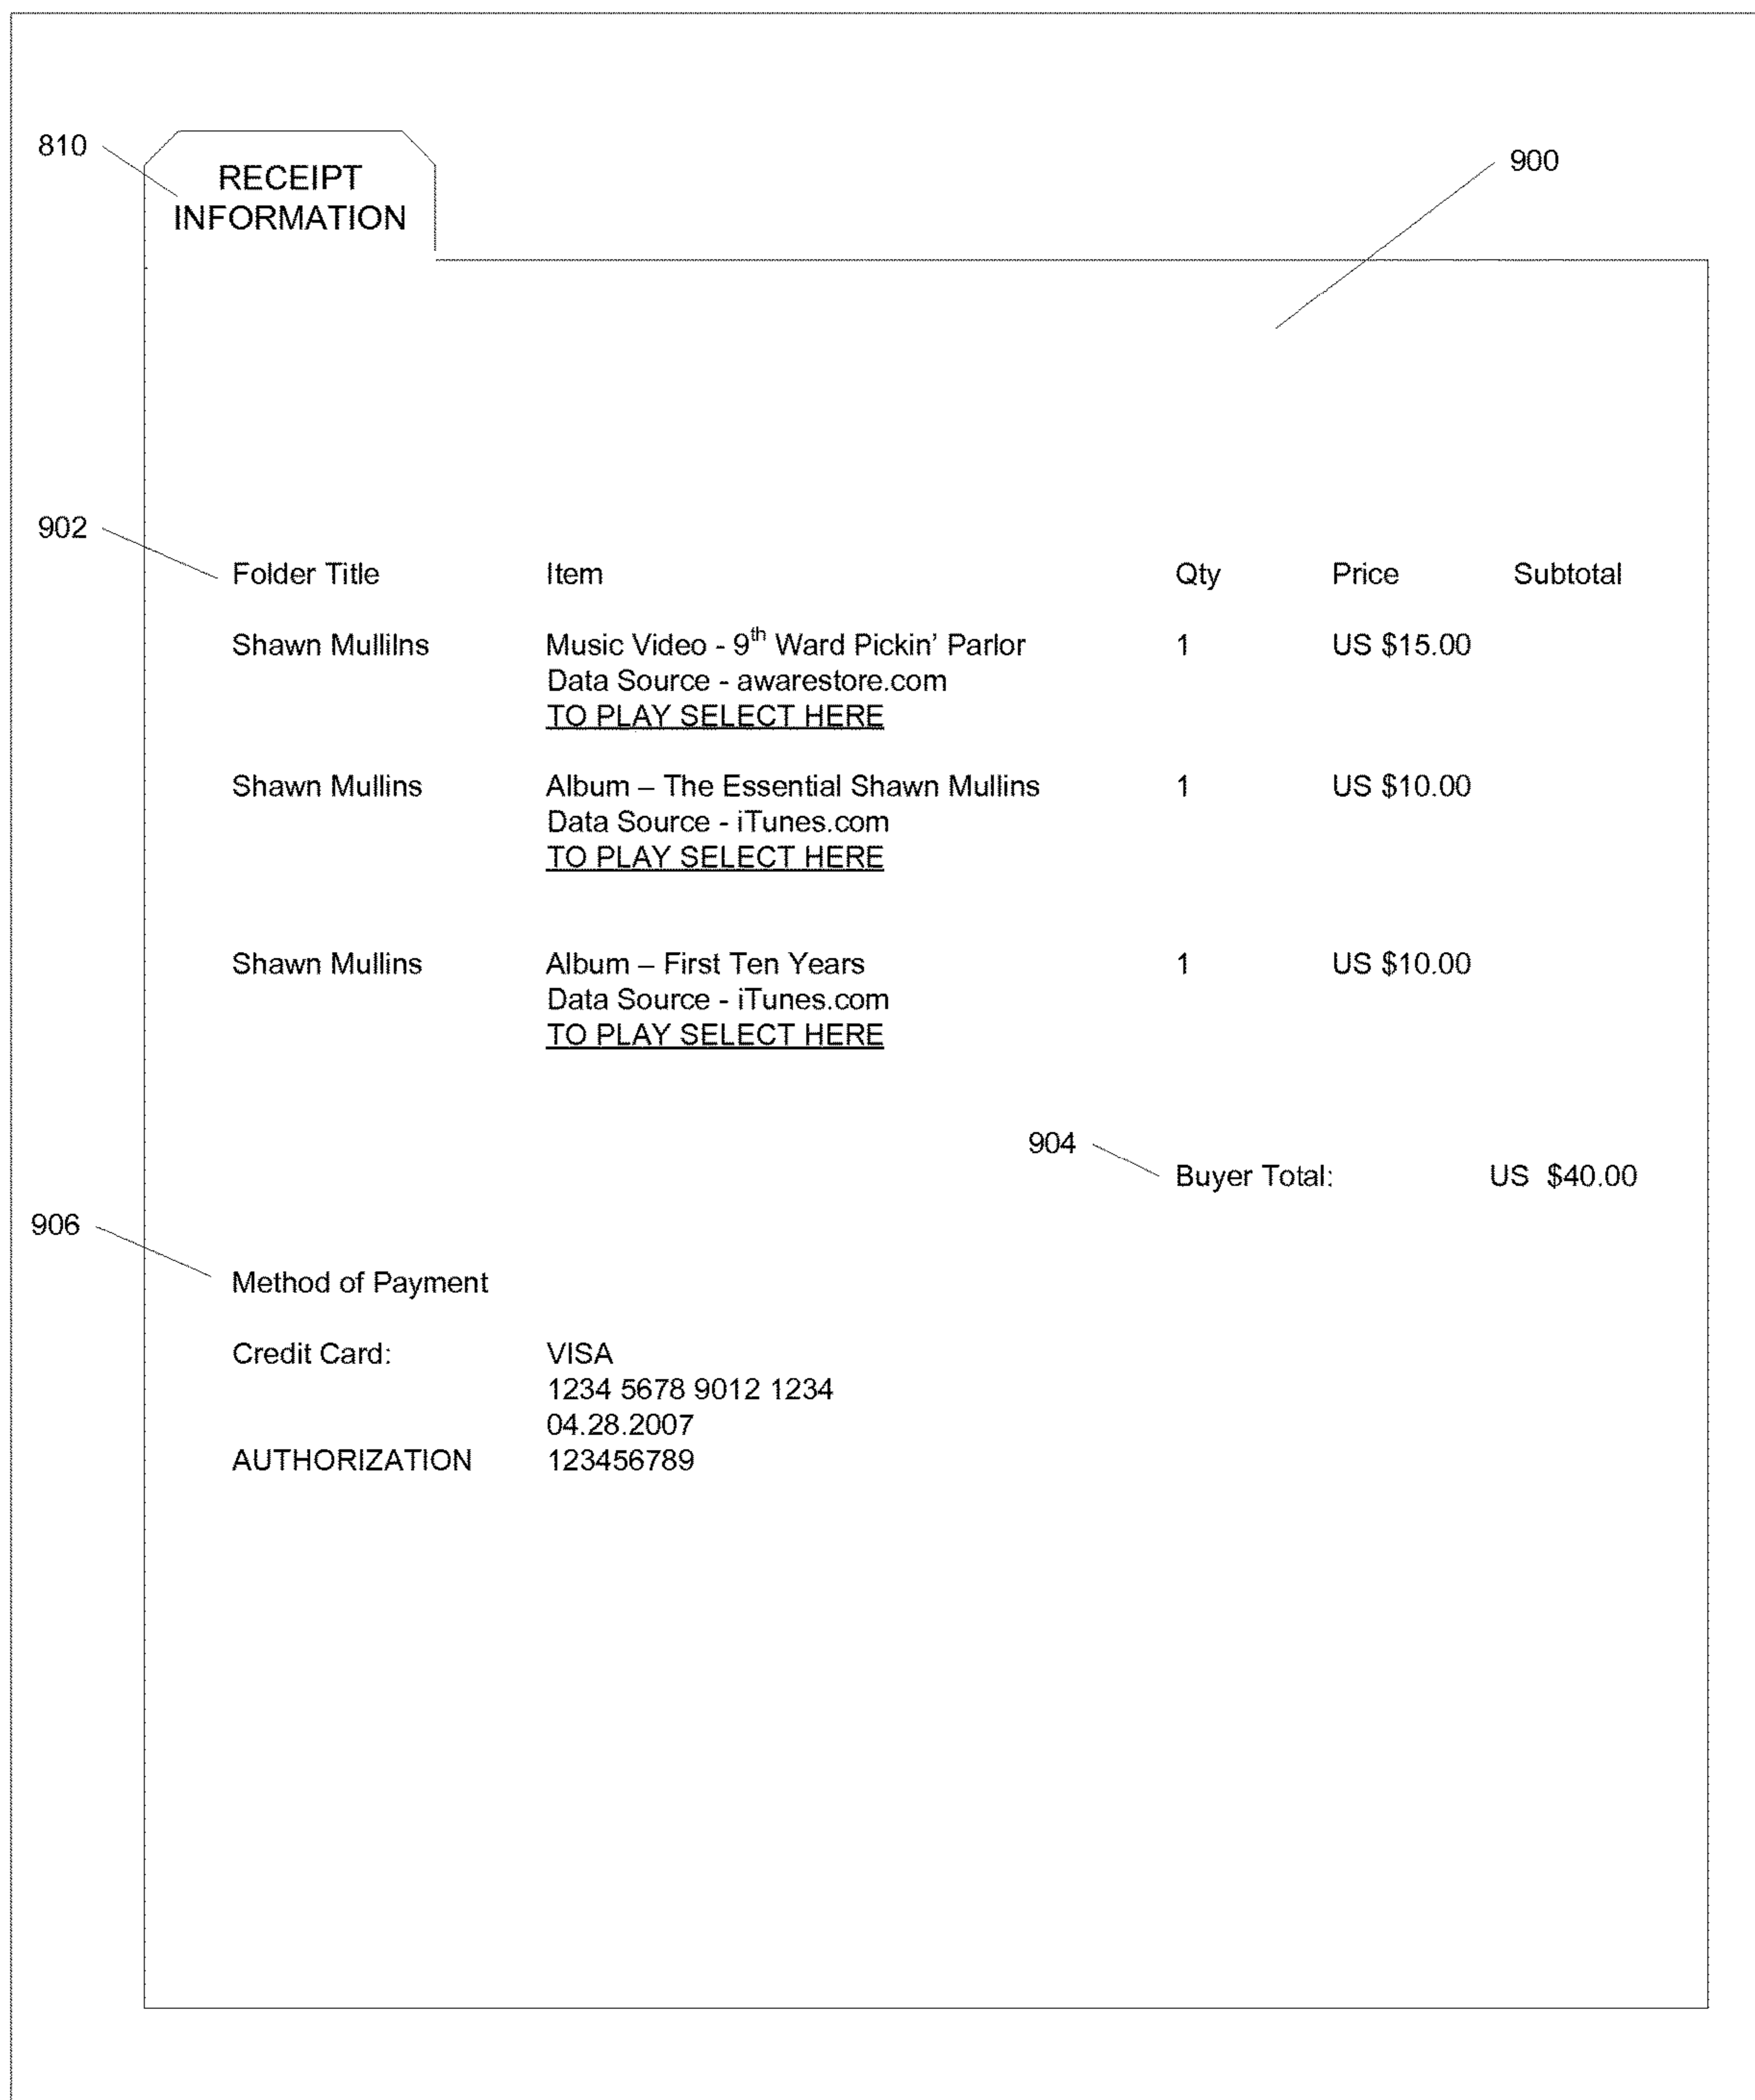 810
RECEIPT
INFORMATION
900
902
Folder Title Item Qty Price Subtotal
Shawn Mullilns Music Video - 9th Ward Pickin' Parlor 1 US $15.00
Data Source - awarestore.com
TO PLAY SELECT HERE
Shawn Mullins Album – The Essential Shawn Mullins 1 US $10.00
Data Source - iTunes.com
TO PLAY SELECT HERE
Shawn Mullins Album – First Ten Years 1 US $10.00
Data Source - iTunes.com
TO PLAY SELECT HERE
904
Buyer Total: US $40.00
906
Method of Payment
Credit Card: VISA
1234 5678 9012 1234
04.28.2007
AUTHORIZATION 123456789